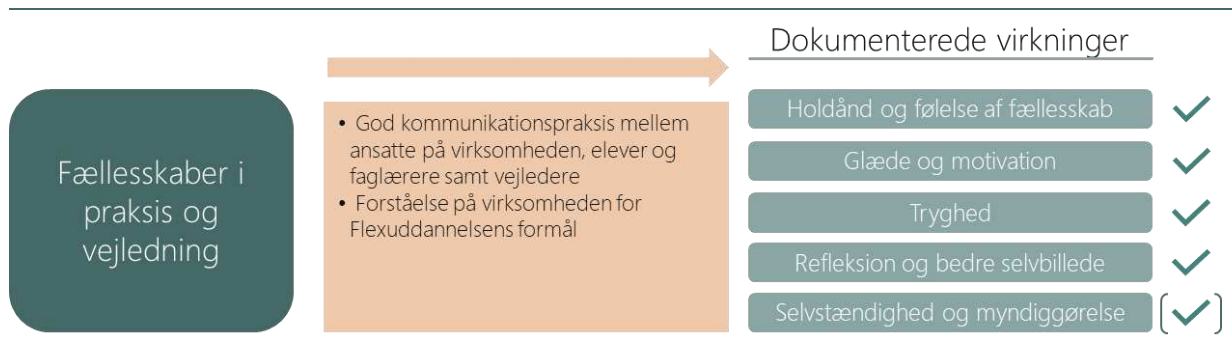 Dokumenterede virkninger
Fællesskaber i
praksis og
vejledning
• God kommunikationspraksis mellem
ansatte på virksomheden, elever og
faglærere samt vejledere
• Forståelse på virksomheden for
Flexuddannelsens formål
Holdånd og følelse af fællesskab
Glæde og motivation
Tryghed
Refleksion og bedre selvbillede
Selvstændighed og myndiggørelse